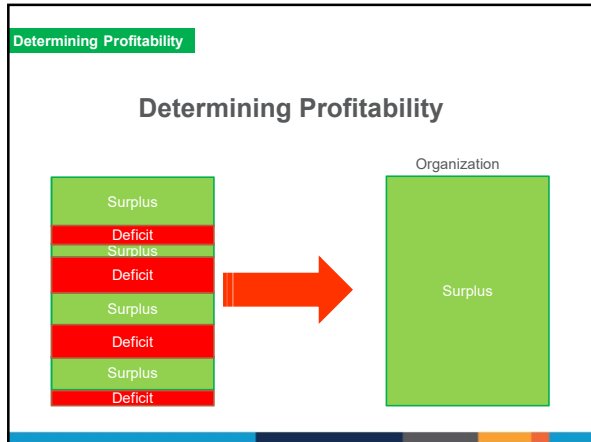 Determining Profitability
Determining Profitability
Organization
Surplus
Deficit
Surplus
Deficit
Surplus
Deficit
Surplus
Deficit
Surplus